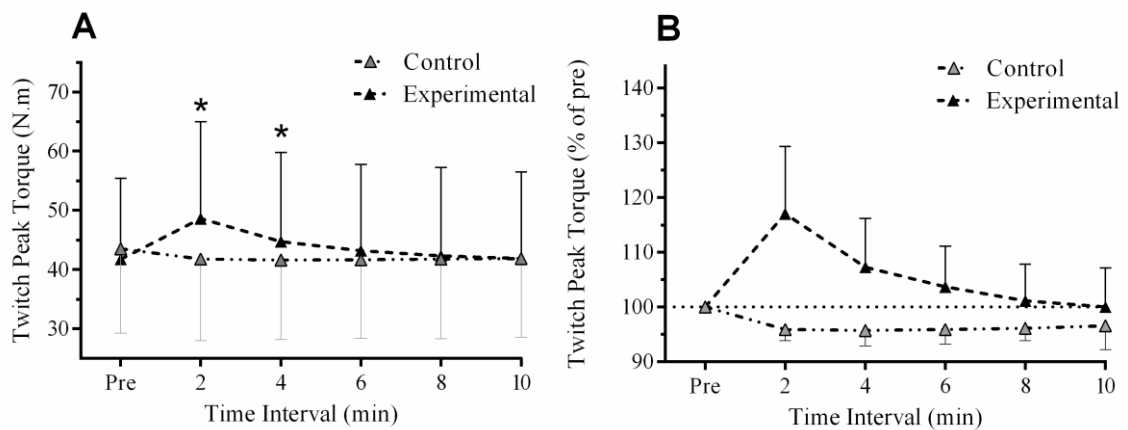 A
Control
Experimental
Twitch Peak Torque (N.m)
70
60
50
40
30
*
*
Pre
2
4
6
8
10
Time Interval (min)
B
Control
Experimental
Twitch Peak Torque (% of pre)
140
130
120
110
100
90
Pre
2
4
6
8
10
Time Interval (min)